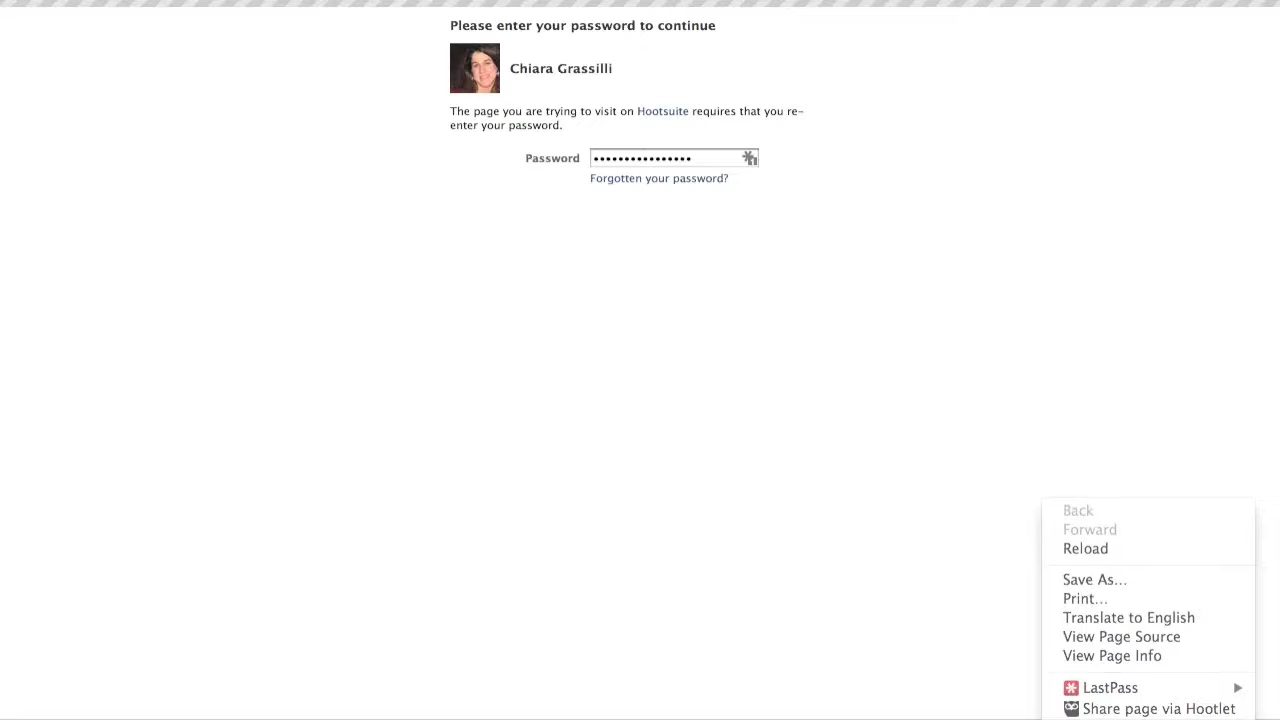 Please enter your password to continue
Chiara Grassilli
The page you are trying to visit on Hootsuite requires that you re-
enter your password.
Password ••••••••••••••••
Forgotten your password?
Back
Forward
Reload
Save As...
Print...
Translate to English
View Page Source
View Page Info
LastPass
Share page via Hootlet